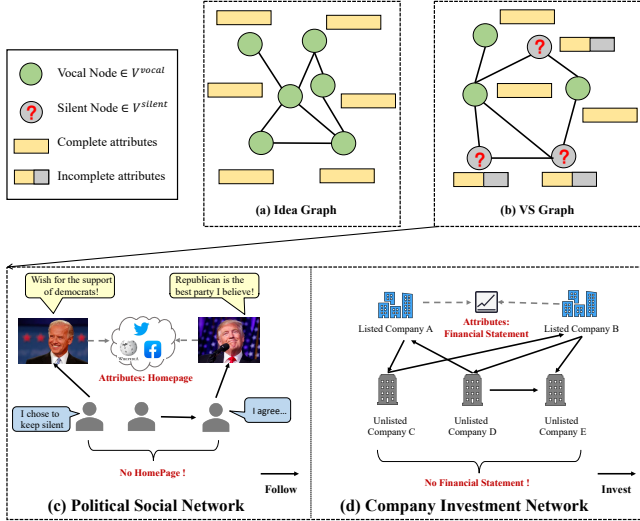 Vocal Node ∈ V^vocal
? Silent Node ∈ V^silent
Complete attributes
Incomplete attributes
?
? ?
(a) Idea Graph
(b) VS Graph
Wish for the support
of democrats!
Republican is the
best party I believe!
Attributes: Homepage
I chose to
keep silent
I agree...
No HomePage !
Follow
(c) Political Social Network
Listed Company A
Attributes:
Financial Statement
Listed Company B
Unlisted
Company C
Unlisted
Company D
Unlisted
Company E
No Financial Statement !
Invest
(d) Company Investment Network